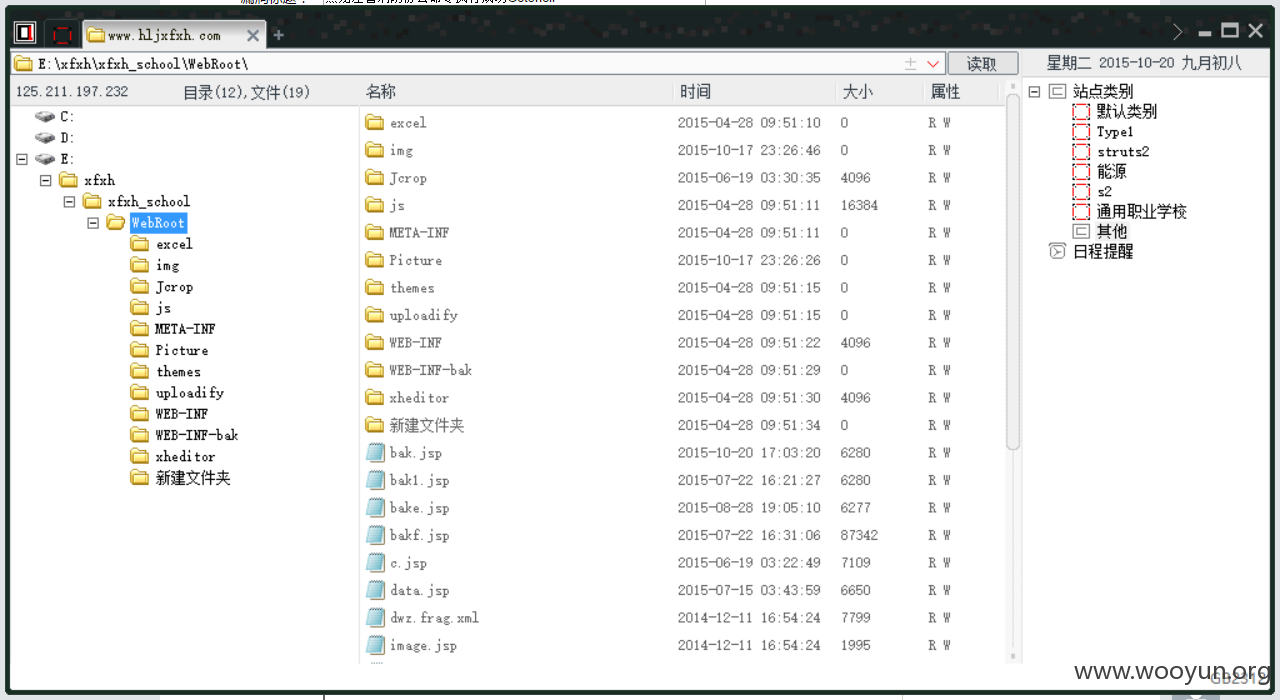 www.hljxfxh.com
E:\xfxh\xfxh_school\WebRoot\ 读取 星期二 2015-10-20 九月初八
125.211.197.232 目录(12),文件(19) 名称 时间 大小 属性
C:
D:
E:
xfxh
xfxh_school
WebRoot
excel
img
Jcrop
js
META-INF
Picture
themes
uploadify
WEB-INF
WEB-INF-bak
xheditor
新建文件夹
excel 2015-04-28 09:51:10 0 R W
img 2015-10-17 23:26:46 0 R W
Jcrop 2015-06-19 03:30:35 4096 R W
js 2015-04-28 09:51:11 16384 R W
META-INF 2015-04-28 09:51:11 0 R W
Picture 2015-10-17 23:26:26 0 R W
themes 2015-04-28 09:51:15 0 R W
uploadify 2015-04-28 09:51:15 0 R W
WEB-INF 2015-04-28 09:51:22 4096 R W
WEB-INF-bak 2015-04-28 09:51:29 0 R W
xheditor 2015-04-28 09:51:30 4096 R W
新建文件夹 2015-04-28 09:51:34 0 R W
bak.jsp 2015-10-20 17:03:20 6280 R W
bak1.jsp 2015-07-22 16:21:27 6280 R W
bake.jsp 2015-08-28 19:05:10 6277 R W
bakf.jsp 2015-07-22 16:31:06 87342 R W
c.jsp 2015-06-19 03:22:49 7109 R W
data.jsp 2015-07-15 03:43:59 6650 R W
dwz.frag.xml 2014-12-11 16:54:24 7799 R W
image.jsp 2014-12-11 16:54:24 1995 R W
站点类别
默认类别
Type1
struts2
能源
s2
通用职业学校
其他
日程提醒
www.wooyun.org
GB2312